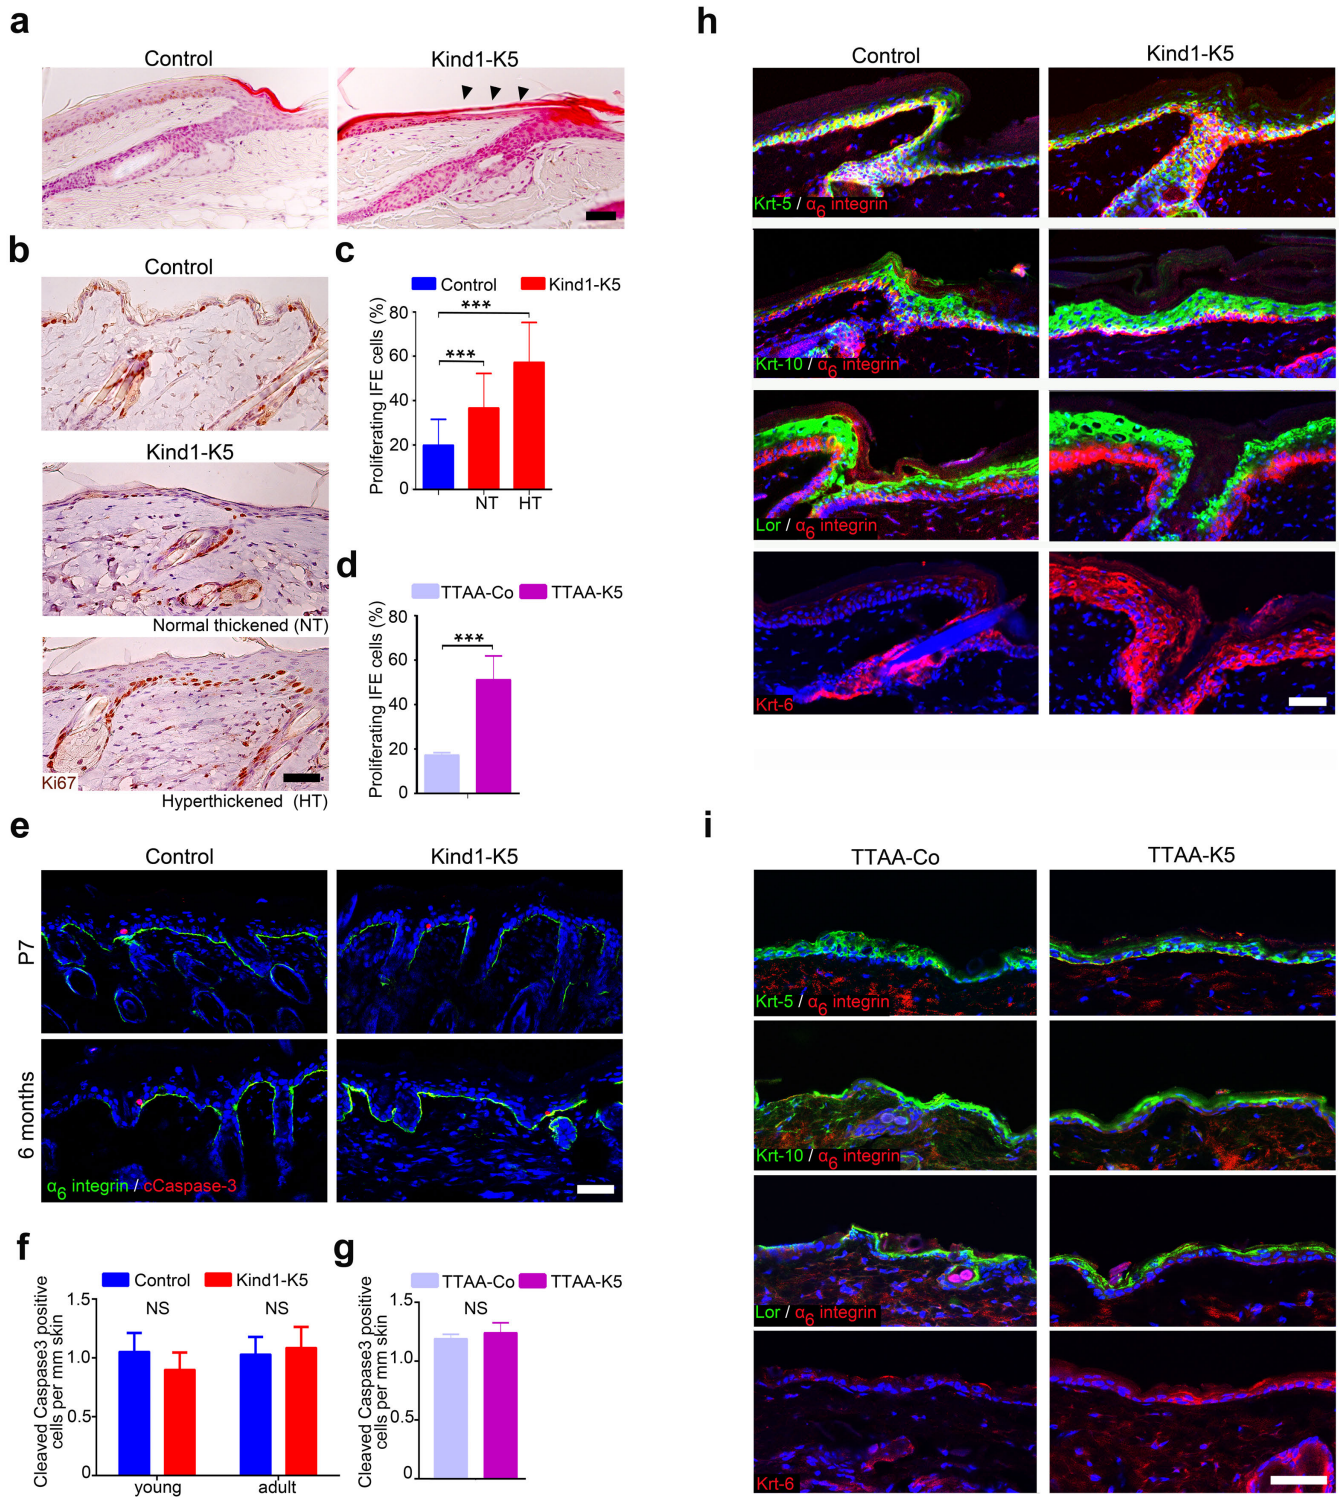 a
Control
Kind1-K5
b
Control
Kind1-K5
Normal thickened (NT)
Ki67
Hyperthickened (HT)
c
Control
Kind1-K5
Proliferating IFE cells (%)
80
60
40
20
0
***
***
NT
HT
d
TTAA-Co
TTAA-K5
Proliferating IFE cells (%)
80
60
40
20
0
***
e
Control
Kind1-K5
P7
6 months
α6 integrin / cCaspase-3
f
Control
Kind1-K5
Cleaved Caspase3 positive
cells per mm skin
1.5
1.0
0.5
0
NS
NS
young
adult
g
TTAA-Co
TTAA-K5
Cleaved Caspase3 positive
cells per mm skin
1.5
1.0
0.5
0
NS
h
Control
Kind1-K5
Krt-5 / α6 integrin
Krt-10 / α6 integrin
Lor / α6 integrin
Krt-6
i
TTAA-Co
TTAA-K5
Krt-5 / α6 integrin
Krt-10 / α6 integrin
Lor / α6 integrin
Krt-6